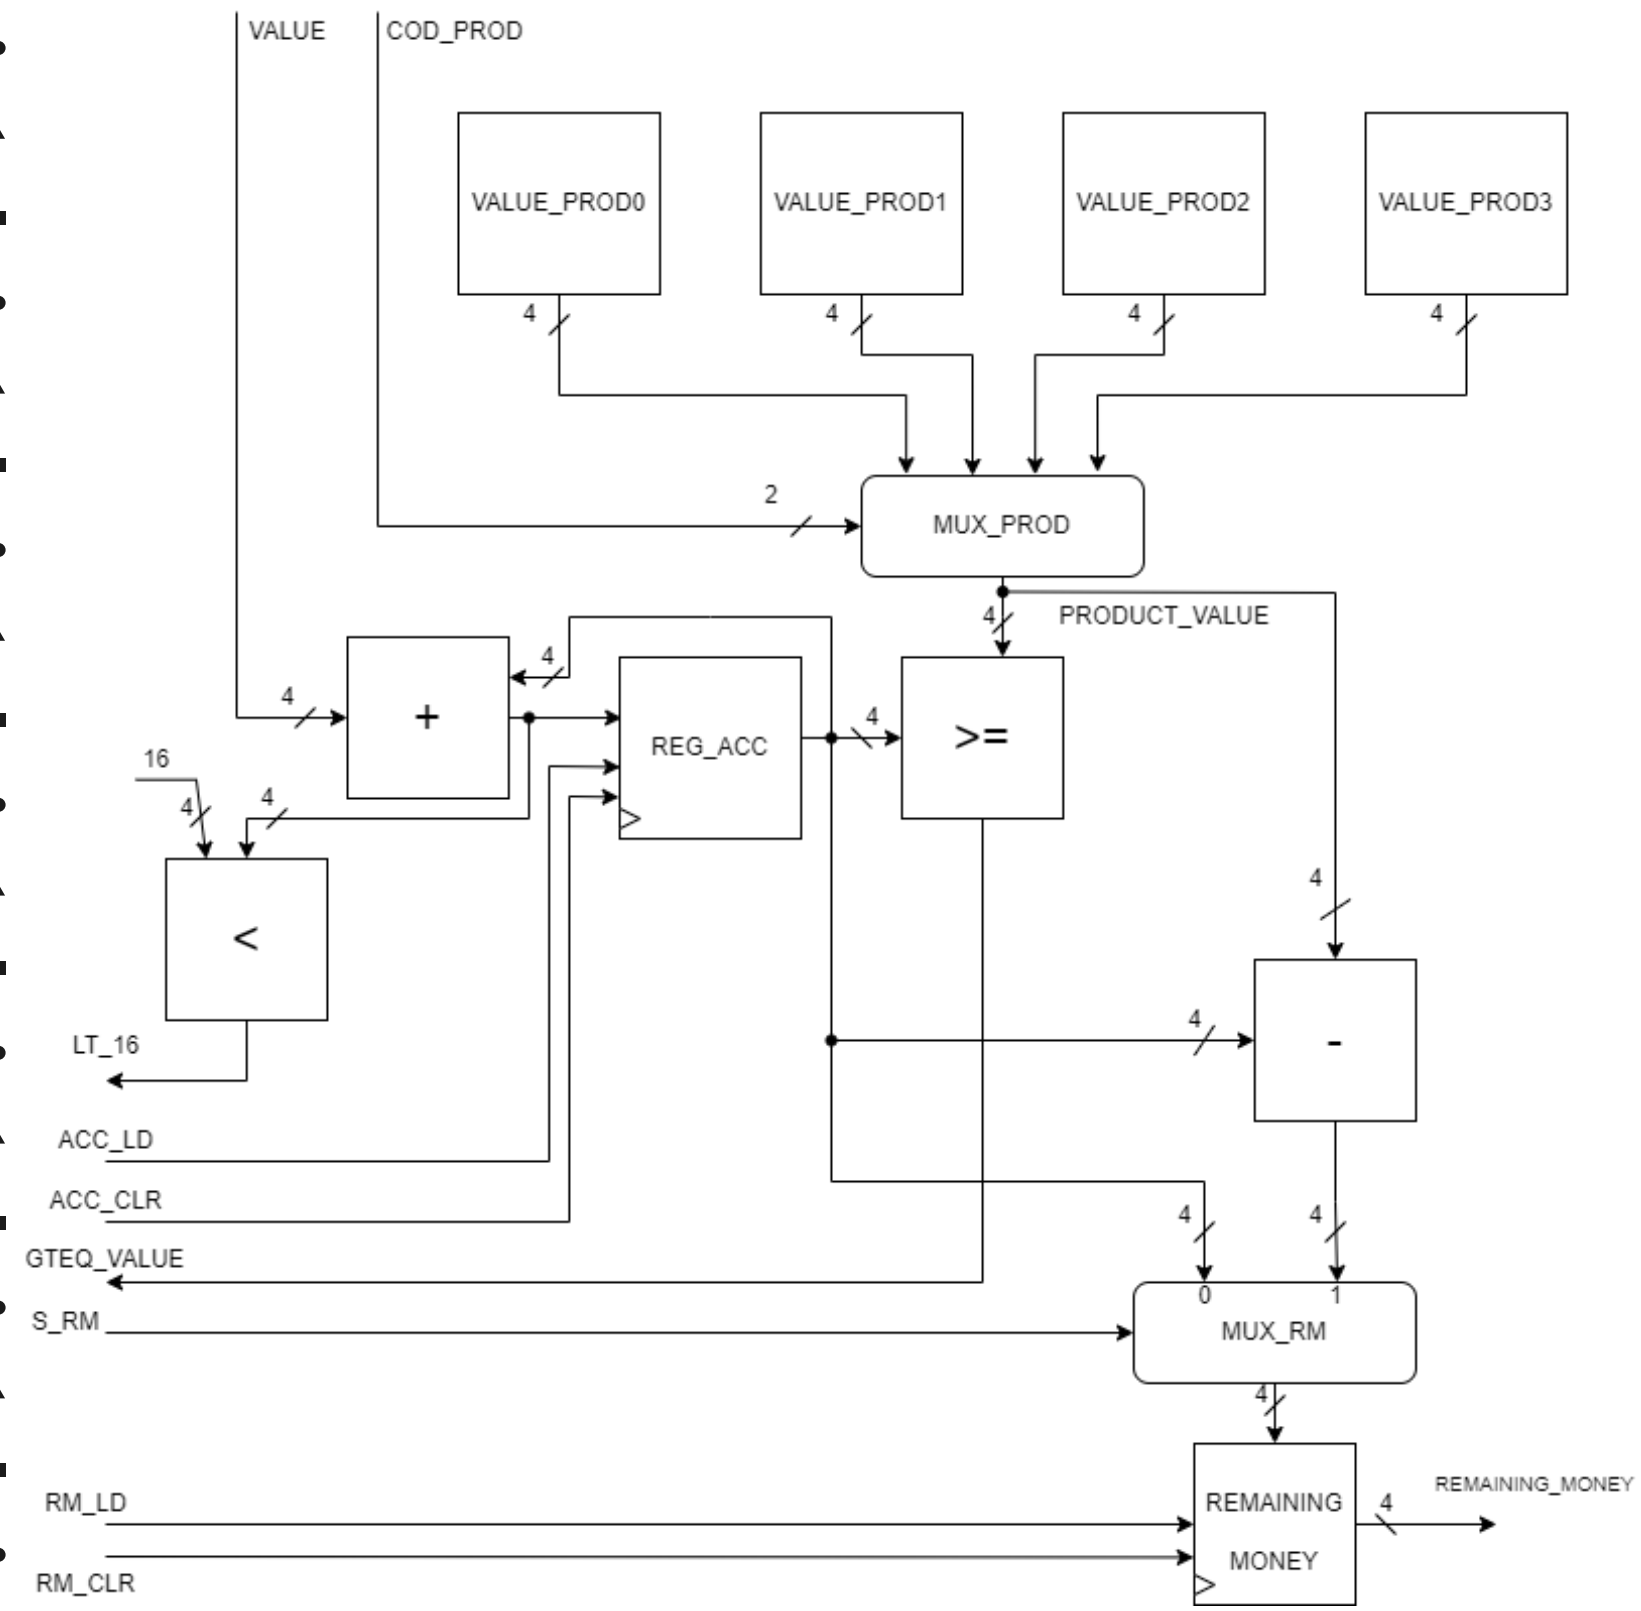 VALUE
COD_PROD
VALUE_PROD0
VALUE_PROD1
VALUE_PROD2
VALUE_PROD3
4
4
4
4
2
MUX_PROD
4
PRODUCT_VALUE
4
4
+
REG_ACC
4
>=
16
4
4
4
<
4
-
LT_16
ACC_LD
ACC_CLR
4
4
GTEQ_VALUE
0
1
S_RM
MUX_RM
4
RM_LD
REMAINING
MONEY
4
REMAINING_MONEY
RM_CLR